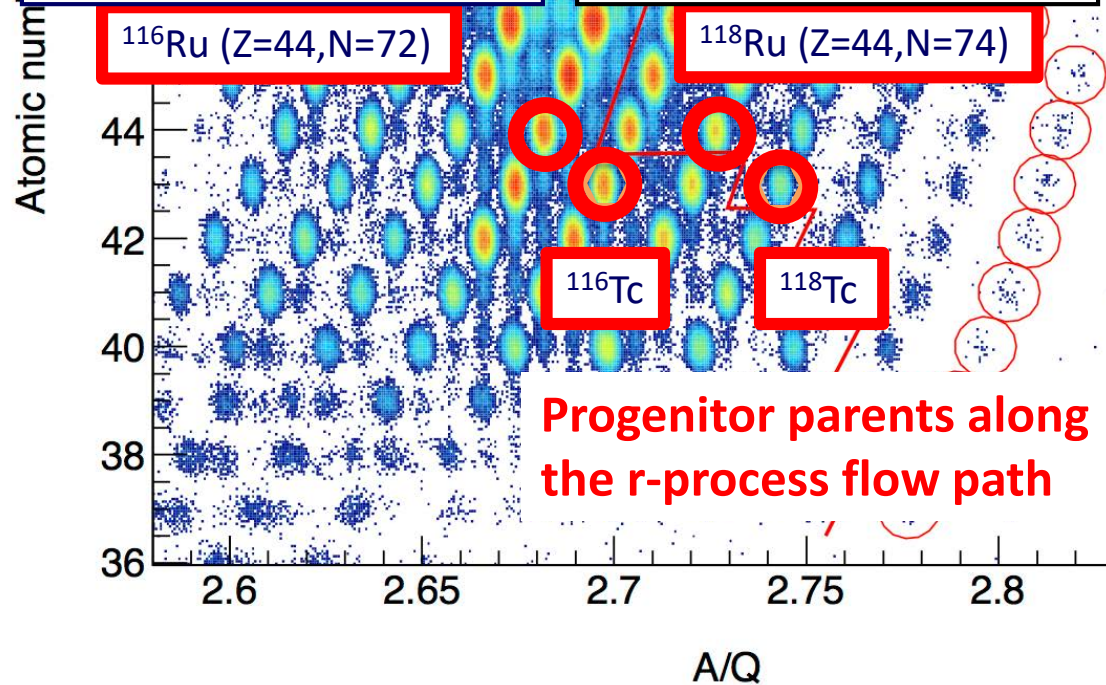 Atomic num
¹¹⁶Ru (Z=44,N=72)
¹¹⁸Ru (Z=44,N=74)
44
42
¹¹⁶Tc
¹¹⁸Tc
40
Progenitor parents along
the r-process flow path
38
36
2.6
2.65
2.7
2.75
2.8
A/Q